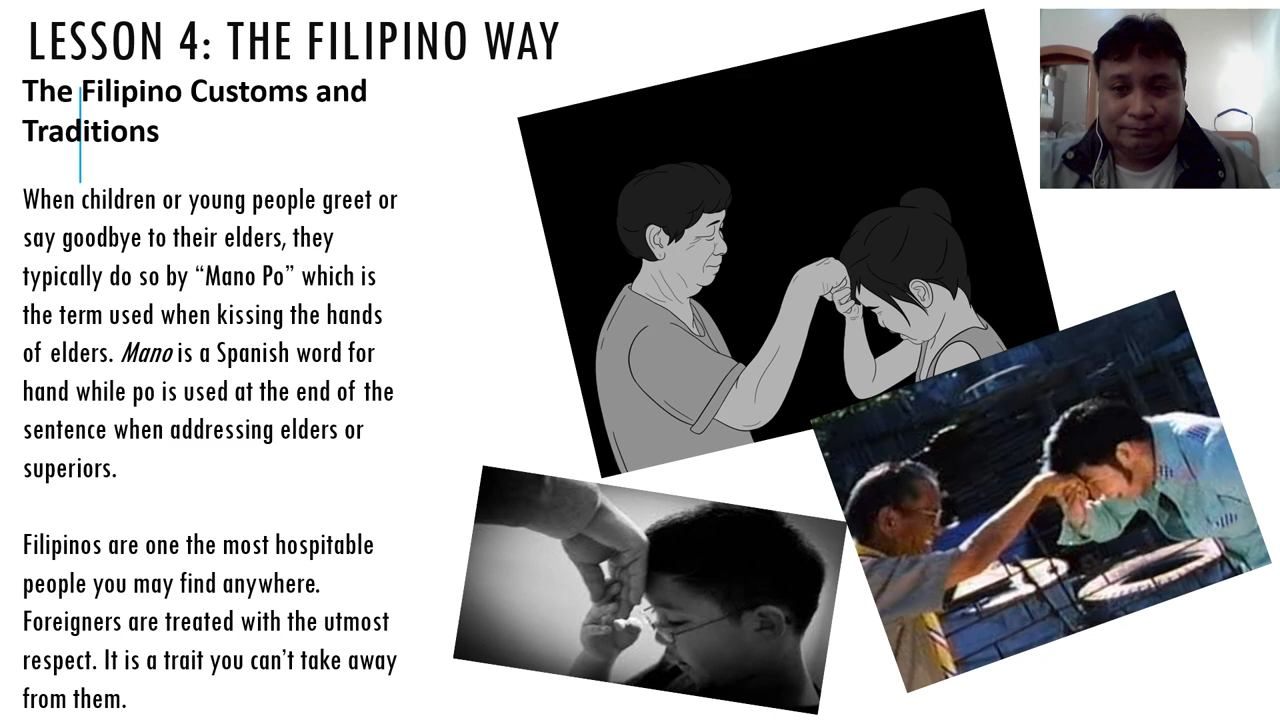 LESSON 4: THE FILIPINO WAY
The Filipino Customs and
Traditions
When children or young people greet or
say goodbye to their elders, they
typically do so by “Mano Po” which is
the term used when kissing the hands
of elders. Mano is a Spanish word for
hand while po is used at the end of the
sentence when addressing elders or
superiors.
Filipinos are one the most hospitable
people you may find anywhere.
Foreigners are treated with the utmost
respect. It is a trait you can’t take away
from them.